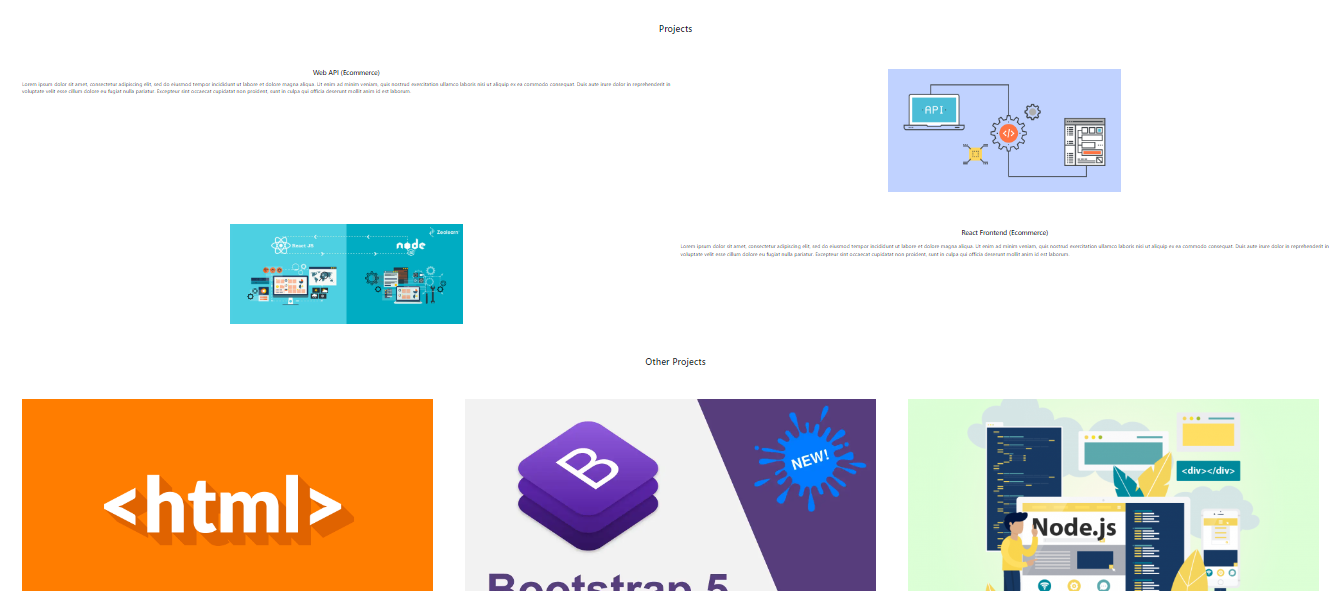 Projects
Web API (Ecommerce)
Lorem ipsum dolor sit amet, consectetur adipiscing elit, sed do eiusmod tempor incididunt ut labore et dolore magna aliqua. Ut enim ad minim veniam, quis nostrud exercitation ullamco laboris nisi ut aliquip ex ea commodo consequat. Duis aute irure dolor in reprehenderit in
voluptate velit esse cillum dolore eu fugiat nulla pariatur. Excepteur sint occaecat cupidatat non proident, sunt in culpa qui officia deserunt mollit anim id est laborum.
API
</>
React JS
node
Zeolearn
React Frontend (Ecommerce)
Lorem ipsum dolor sit amet, consectetur adipiscing elit, sed do eiusmod tempor incididunt ut labore et dolore magna aliqua. Ut enim ad minim veniam, quis nostrud exercitation ullamco laboris nisi ut aliquip ex ea commodo consequat. Duis aute irure dolor in reprehenderit in
voluptate velit esse cillum dolore eu fugiat nulla pariatur. Excepteur sint occaecat cupidatat non proident, sunt in culpa qui officia deserunt mollit anim id est laborum.
Other Projects
<html>
B
NEW!
Bootstrap 5
<div></div>
Node.js